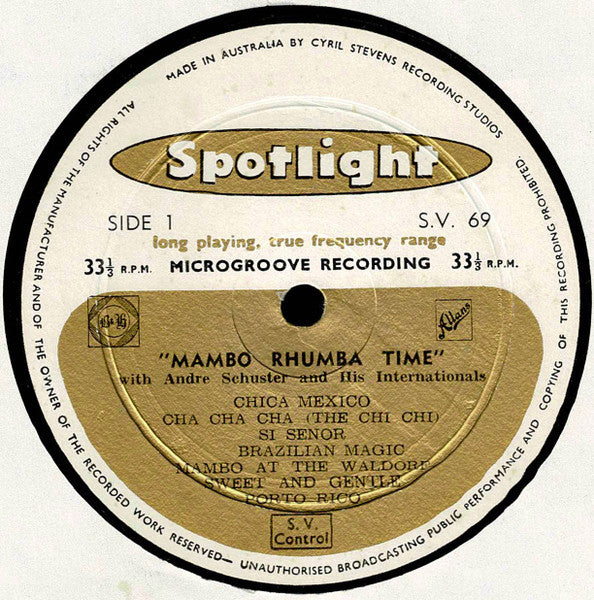 MADE IN AUSTRALIA BY CYRIL STEVENS RECORDING STUDIOS
ALL RIGHTS OF THE MANUFACTURER AND OF THE OWNER OF THE RECORDED WORK RESERVED— UNAUTHORISED BROADCASTING PUBLIC PERFORMANCE AND COPYING OF THIS RECORDING PROHIBITED.
Spotlight
SIDE 1 S.V. 69
long playing, true frequency range
33⅓ R.P.M. MICROGROOVE RECORDING 33⅓ R.P.M.
B&H Allans
"MAMBO RHUMBA TIME"
with Andre Schuster and His Internationals
CHICA MEXICO
CHA CHA CHA (THE CHI CHI)
SI SENOR
BRAZILIAN MAGIC
MAMBO AT THE WALDORF
SWEET AND GENTLE
PORTO RICO
S. V.
Control